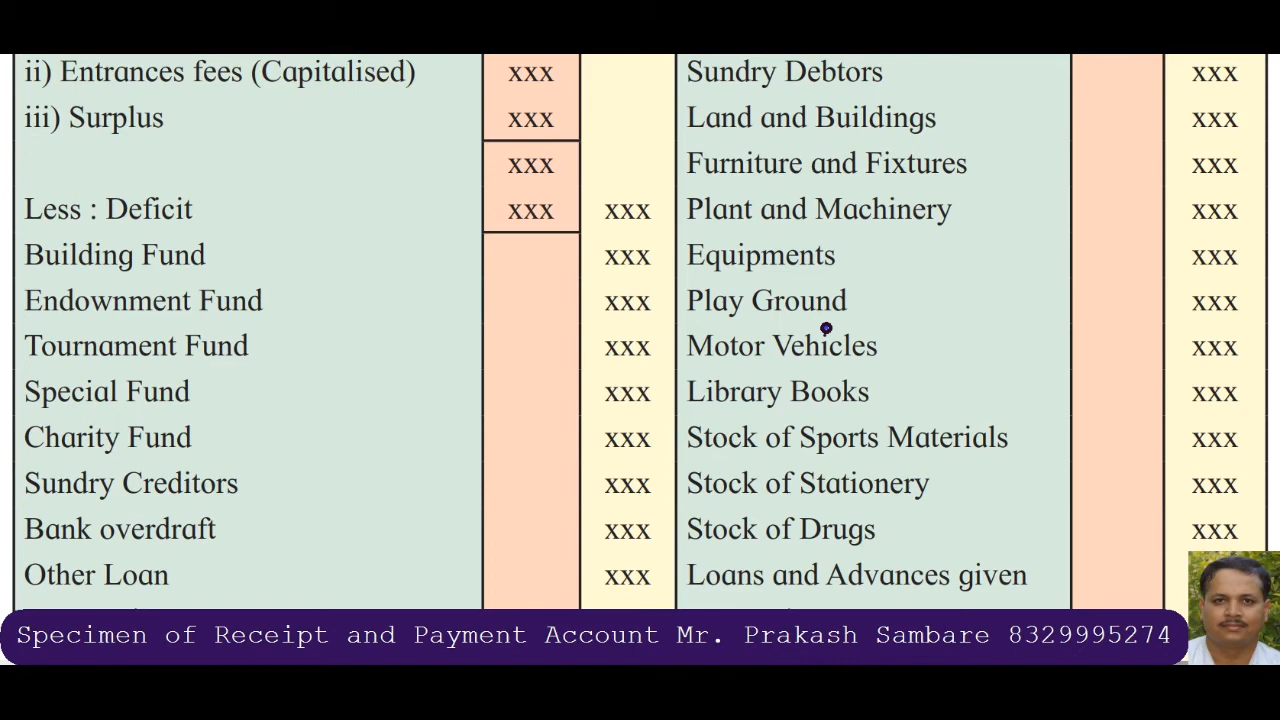 ii) Entrances fees (Capitalised) xxx Sundry Debtors xxx
iii) Surplus xxx Land and Buildings xxx
xxx Furniture and Fixtures xxx
Less : Deficit xxx xxx Plant and Machinery xxx
Building Fund xxx Equipments xxx
Endownment Fund xxx Play Ground xxx
Tournament Fund xxx Motor Vehicles xxx
Special Fund xxx Library Books xxx
Charity Fund xxx Stock of Sports Materials xxx
Sundry Creditors xxx Stock of Stationery xxx
Bank overdraft xxx Stock of Drugs xxx
Other Loan xxx Loans and Advances given
Specimen of Receipt and Payment Account Mr. Prakash Sambare 8329995274